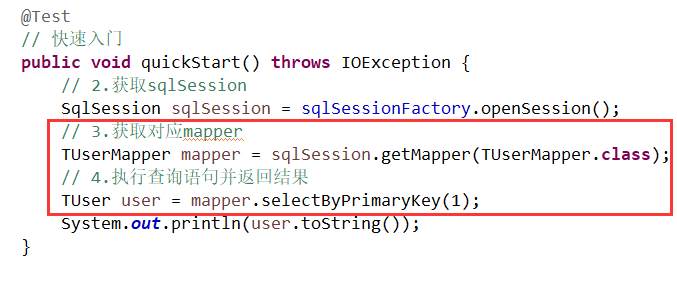 @Test
// 快速入门
public void quickStart() throws IOException {
// 2.获取sqlSession
SqlSession sqlSession = sqlSessionFactory.openSession();
// 3.获取对应mapper
TUserMapper mapper = sqlSession.getMapper(TUserMapper.class);
// 4.执行查询语句并返回结果
TUser user = mapper.selectByPrimaryKey(1);
System.out.println(user.toString());
}